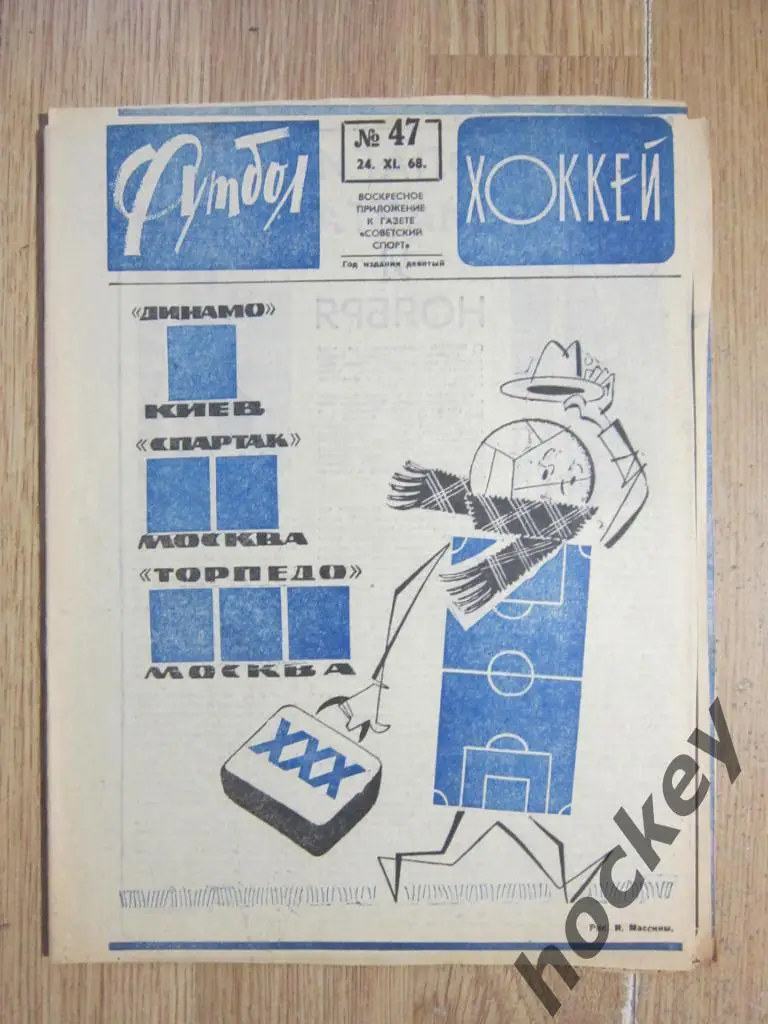 Футбол
№ 47
24. XI. 68.
ВОСКРЕСНОЕ
ПРИЛОЖЕНИЕ
К ГАЗЕТЕ
«СОВЕТСКИЙ
СПОРТ»
Год издания девятый
ХОККЕЙ
НОЯБРЯ
«ДИНАМО»
КИЕВ
«СПАРТАК»
МОСКВА
«ТОРПЕДО»
МОСКВА
XXX
Рис. И. Массины.
hockey